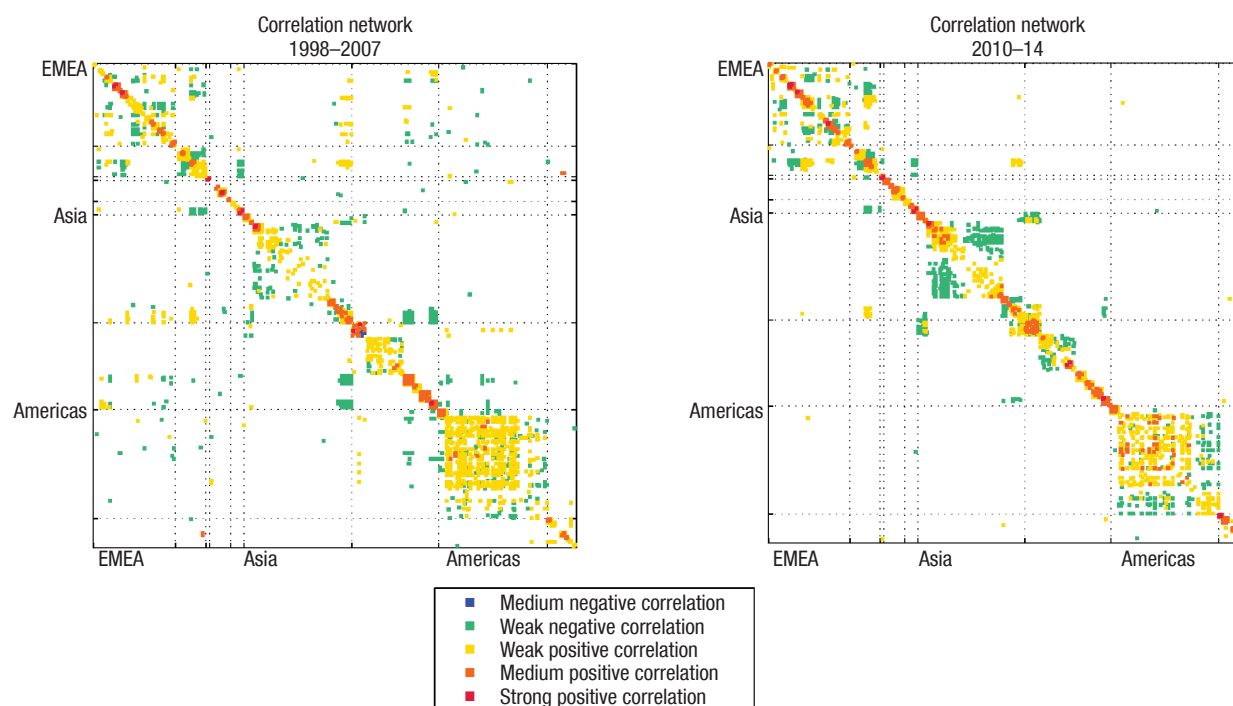 Correlation network
1998–2007
EMEA
Asia
Americas
EMEA
Asia
Americas
Correlation network
2010–14
EMEA
Asia
Americas
EMEA
Asia
Americas
Medium negative correlation
Weak negative correlation
Weak positive correlation
Medium positive correlation
Strong positive correlation